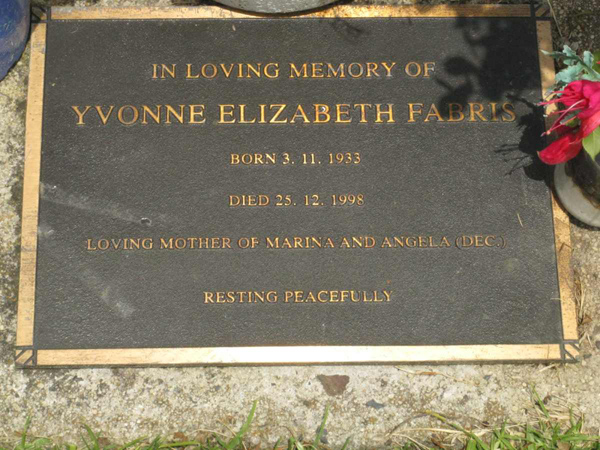 IN LOVING MEMORY OF
YVONNE ELIZABETH FABRIS
BORN 3. 11. 1933
DIED 25. 12. 1998
LOVING MOTHER OF MARINA AND ANGELA (DEC.)
RESTING PEACEFULLY